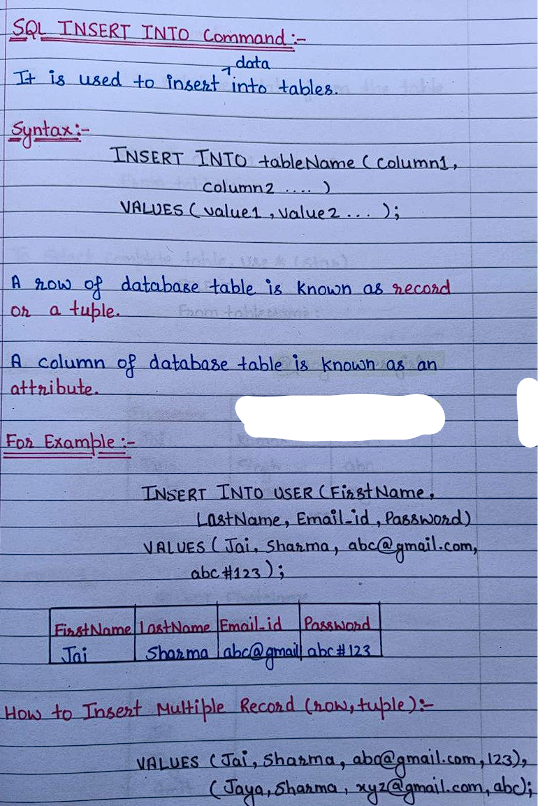 SQL INSERT INTO Command :-
data
It is used to insert into tables.
Syntax :-
INSERT INTO tableName ( Column1,
column2 .... )
VALUES ( value1 , value2 ... );
A row of database table is known as record
or a tuple.
A column of database table is known as an
attribute.
For Example :-
INSERT INTO USER ( FirstName,
LastName, Email-id , Password)
VALUES ( Jai, Sharma, abc@gmail.com,
abc#123 );
FirstName LastName Email-id Password
Jai Sharma abc@gmail abc#123
How to Insert Multiple Record (row, tuple) :-
VALUES ( Jai, Sharma, abc@gmail.com, 123),
( Jaya, Sharma, xyz@gmail.com, abc);